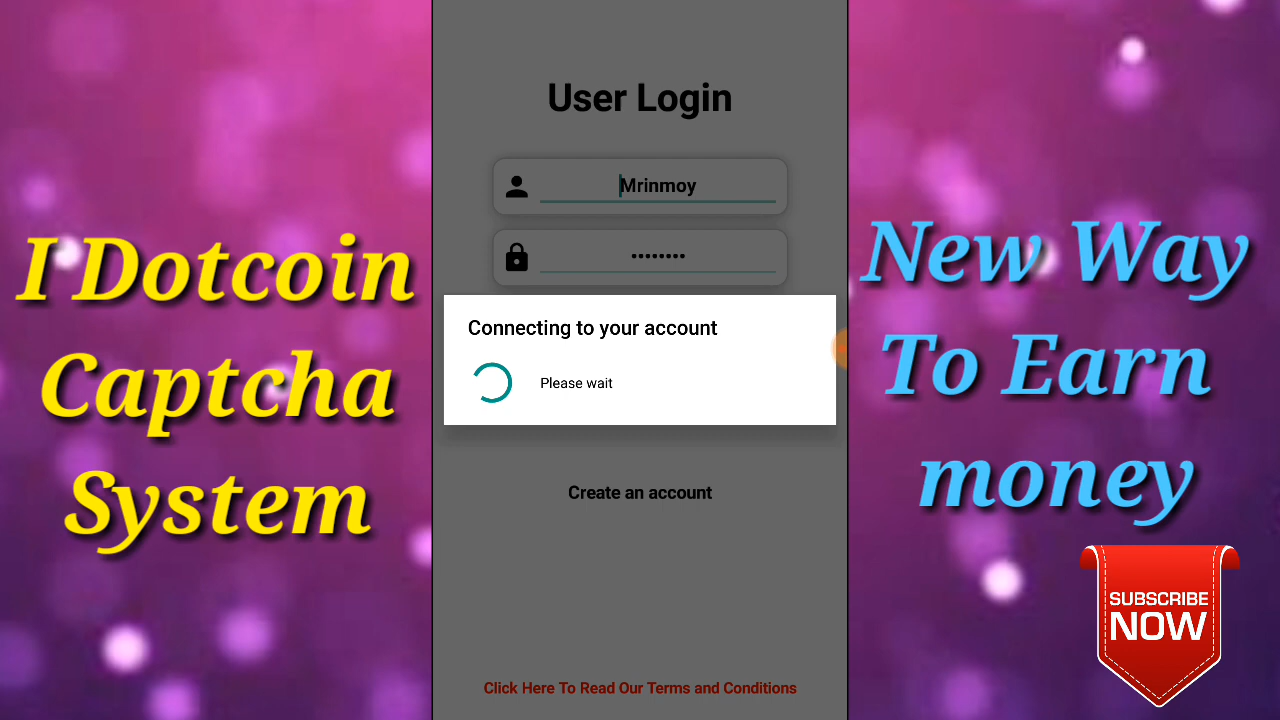 I Dotcoin
Captcha
System
User Login
Mrinmoy
••••••••
Connecting to your account
Please wait
Create an account
Click Here To Read Our Terms and Conditions
New Way
To Earn
money
SUBSCRIBE
NOW